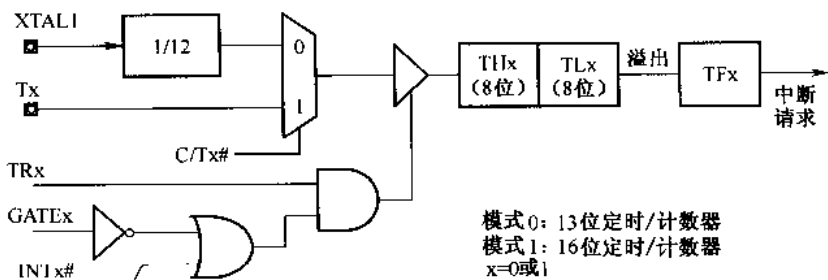 XTAL1
1/12
0
THx
(8位)
TLx
(8位)
溢出
TFx
Tx
1
中断
请求
C/Tx#
TRx
GATEx
模式0：13位定时/计数器
模式1：16位定时/计数器
INTx#
x=0或1